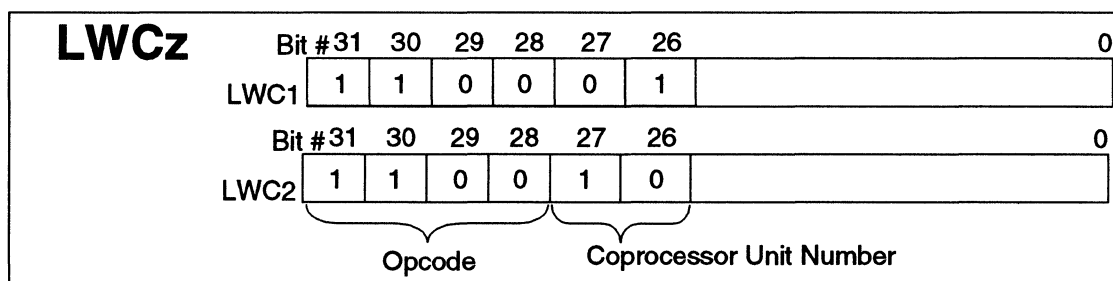 LWCz
Bit # 31 30 29 28 27 26 0
LWC1 1 1 0 0 0 1
Bit # 31 30 29 28 27 26 0
LWC2 1 1 0 0 1 0
Opcode Coprocessor Unit Number